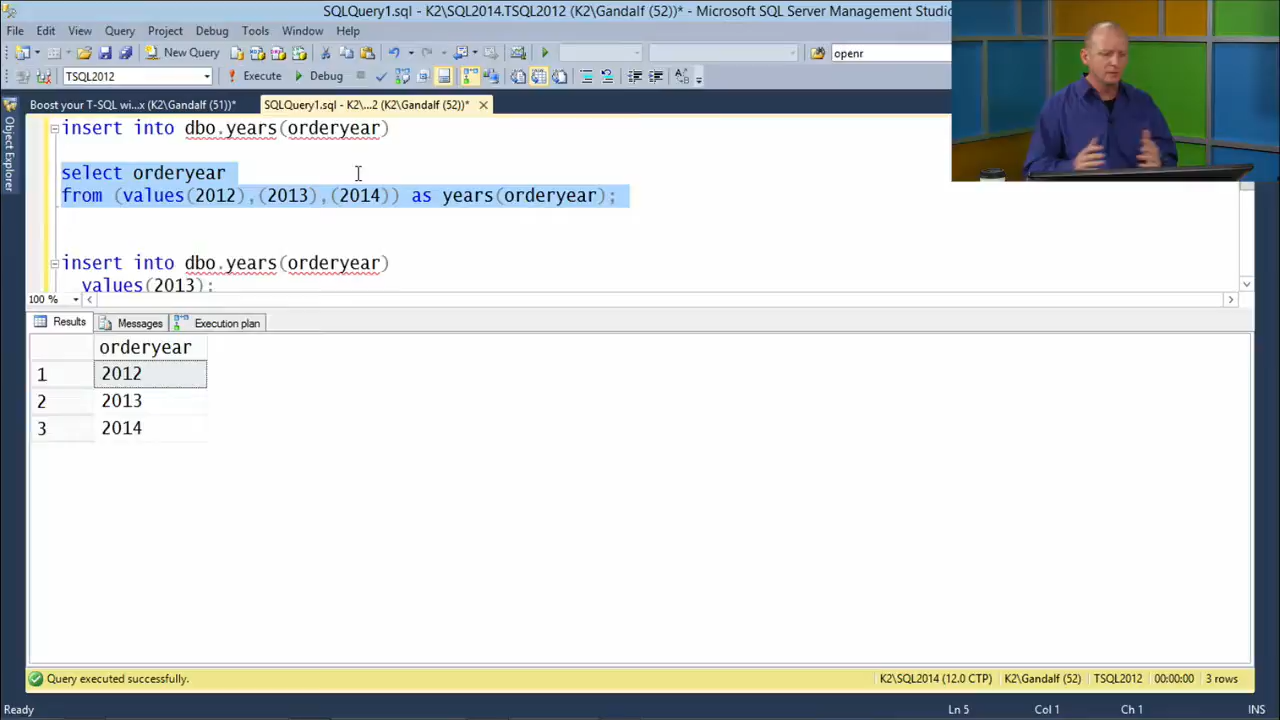 SQLQuery1.sql - K2\SQL2014.TSQL2012 (K2\Gandalf (52))* - Microsoft SQL Server Management Studio
File Edit View Query Project Debug Tools Window Help
New Query openr
TSQL2012 Execute Debug
Boost your T-SQL wi...x (K2\Gandalf (51))* SQLQuery1.sql - K2\...2 (K2\Gandalf (52))*
Object Explorer
insert into dbo.years(orderyear)
select orderyear
from (values(2012),(2013),(2014)) as years(orderyear);
insert into dbo.years(orderyear)
values(2013);
100 %
Results Messages Execution plan
orderyear
1 2012
2 2013
3 2014
Query executed successfully. K2\SQL2014 (12.0 CTP) K2\Gandalf (52) TSQL2012 00:00:00 3 rows
Ready Ln 5 Col 1 Ch 1 INS